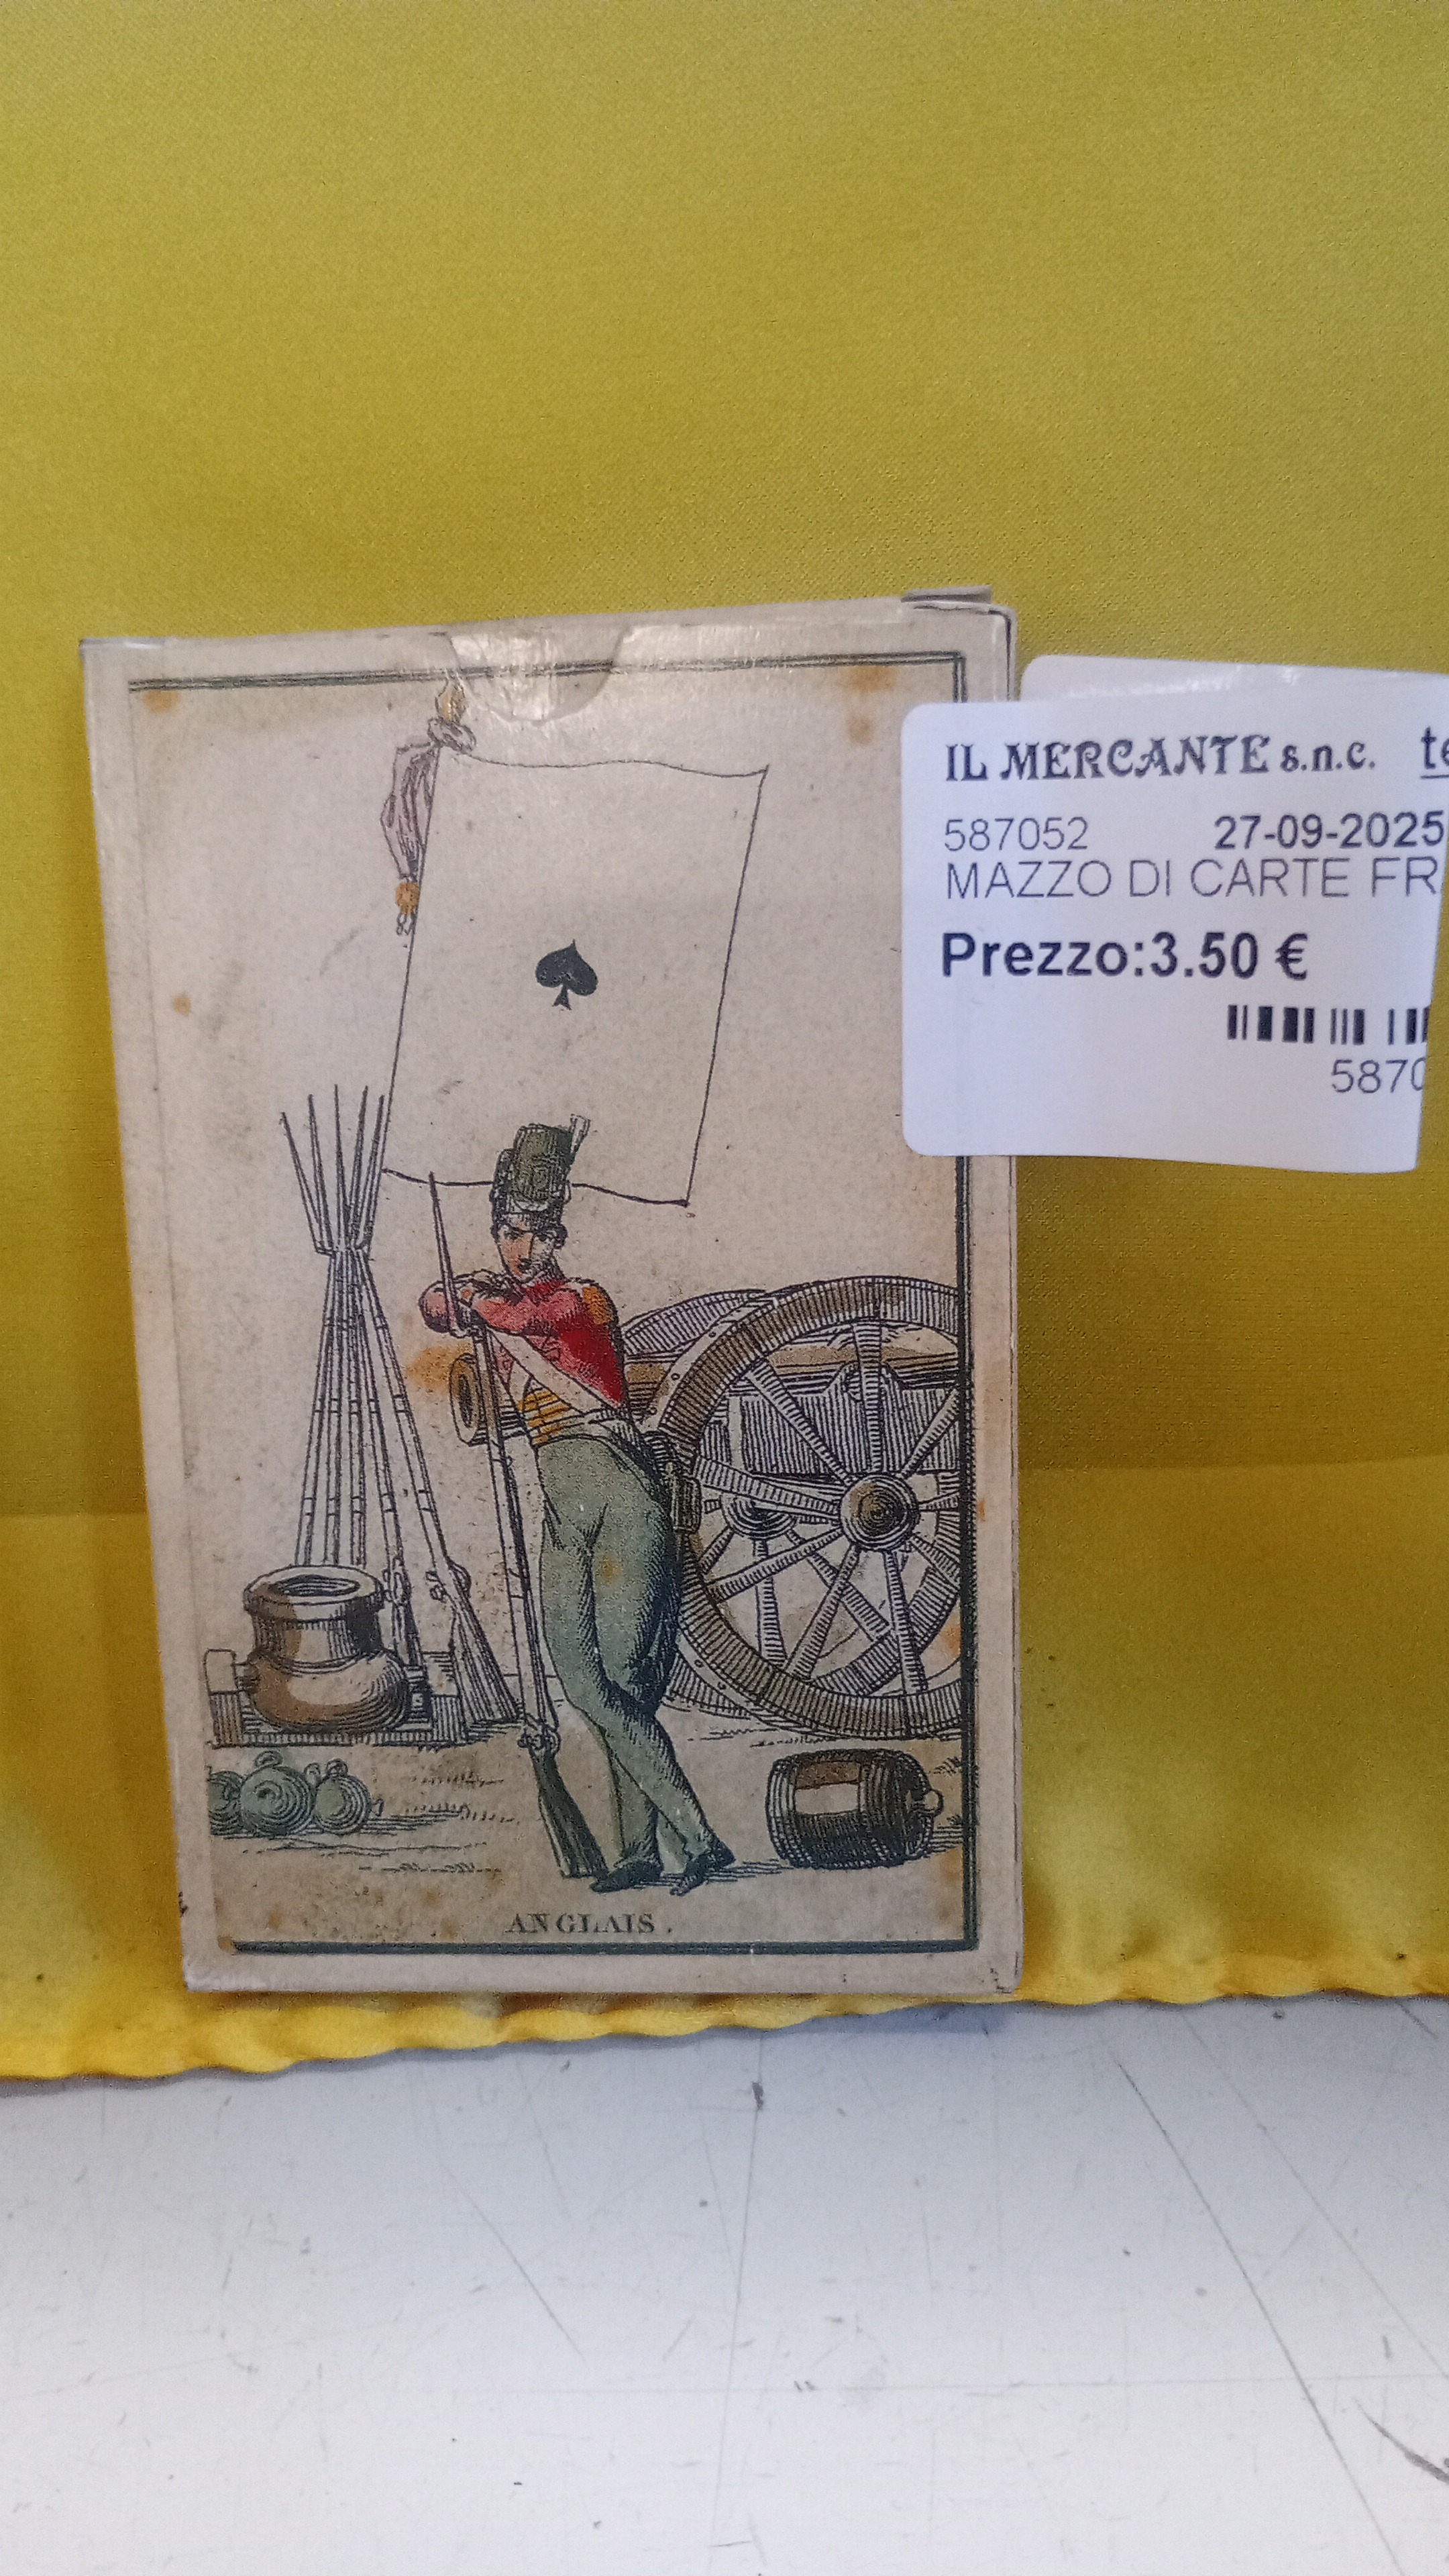 IL MERCANTE s.n.c.
587052 27-09-2025
MAZZO DI CARTE FR
Prezzo:3.50 €
5870
ANGLAIS.